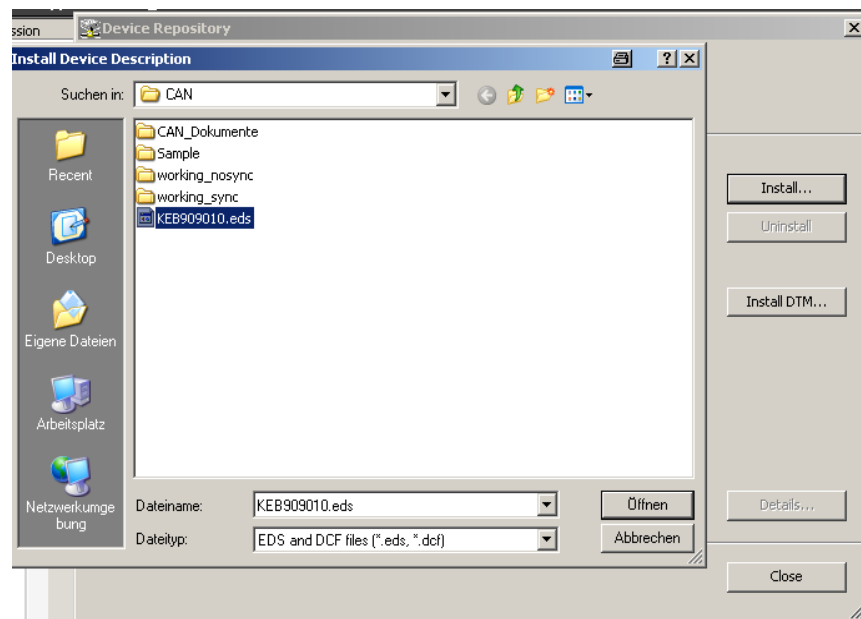 ssion
Device Repository
Install Device Description
Suchen in:
CAN
CAN_Dokumente
Sample
working_nosync
working_sync
KEB909010.eds
Recent
Desktop
Eigene Dateien
Arbeitsplatz
Netzwerkumge
bung
Dateiname:
KEB909010.eds
Öffnen
Dateityp:
EDS and DCF files (*.eds, *.dcf)
Abbrechen
Install...
Uninstall
Install DTM...
Details...
Close